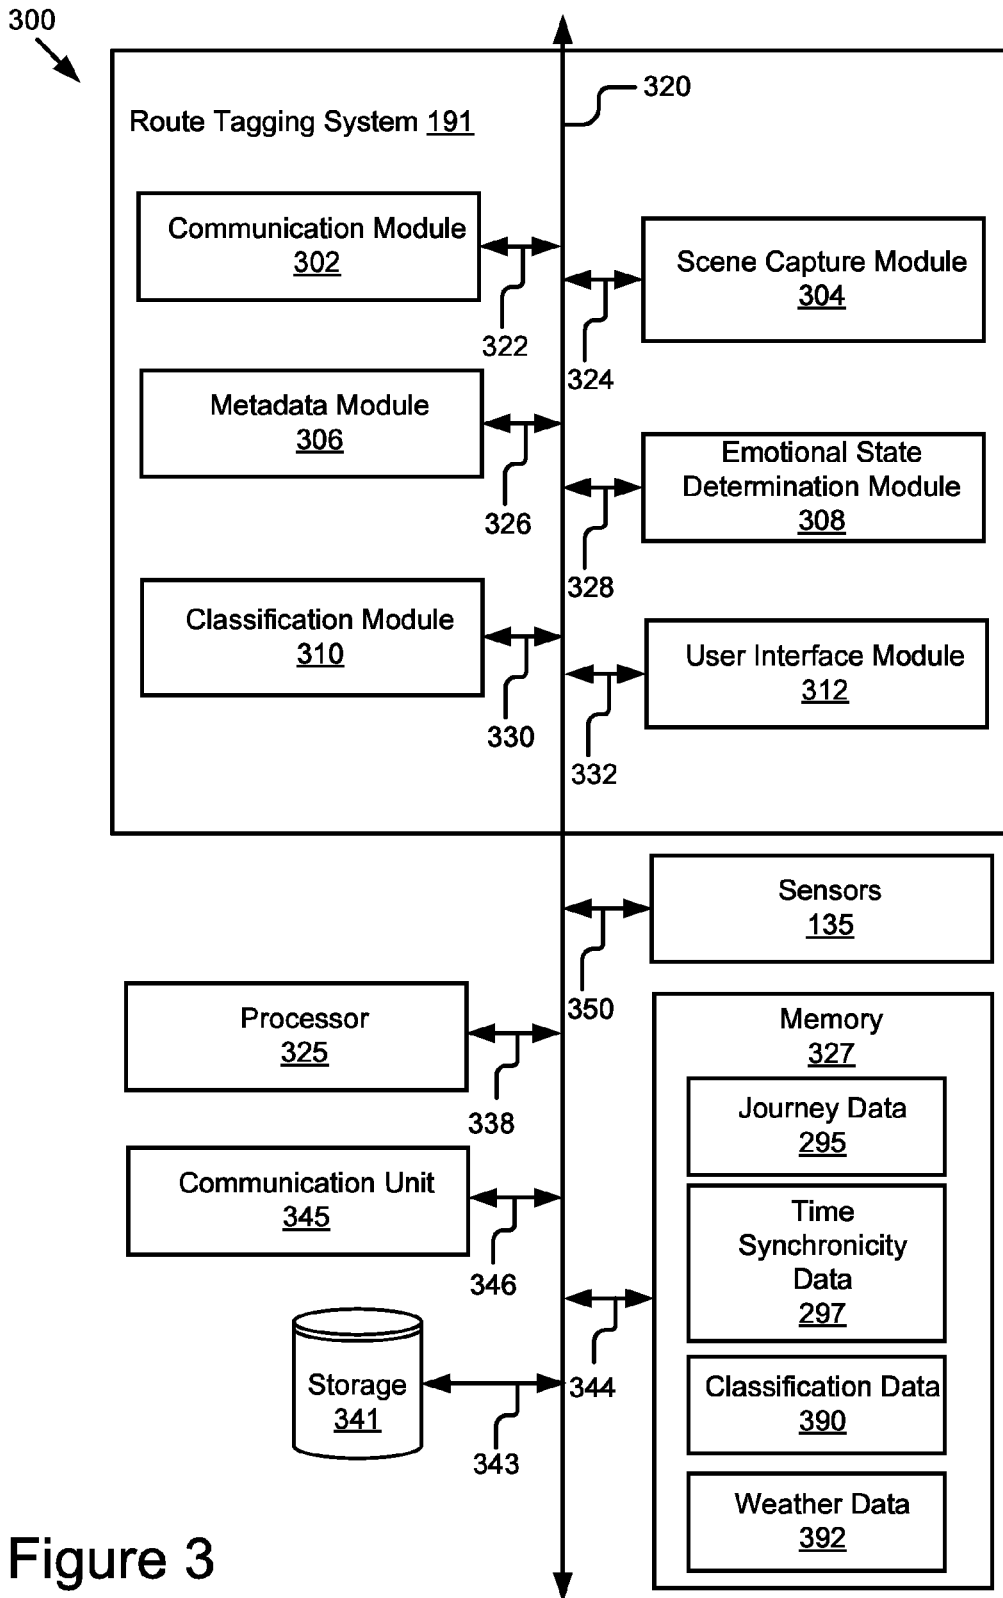 300
320
Route Tagging System 191
Communication Module
302
322
Scene Capture Module
304
324
Metadata Module
306
326
Emotional State
Determination Module
308
328
Classification Module
310
330
User Interface Module
312
332
Sensors
135
350
Processor
325
338
Memory
327
Journey Data
295
Communication Unit
345
346
Time
Synchronicity
Data
297
344
Storage
341
343
Classification Data
390
Weather Data
392
Figure 3